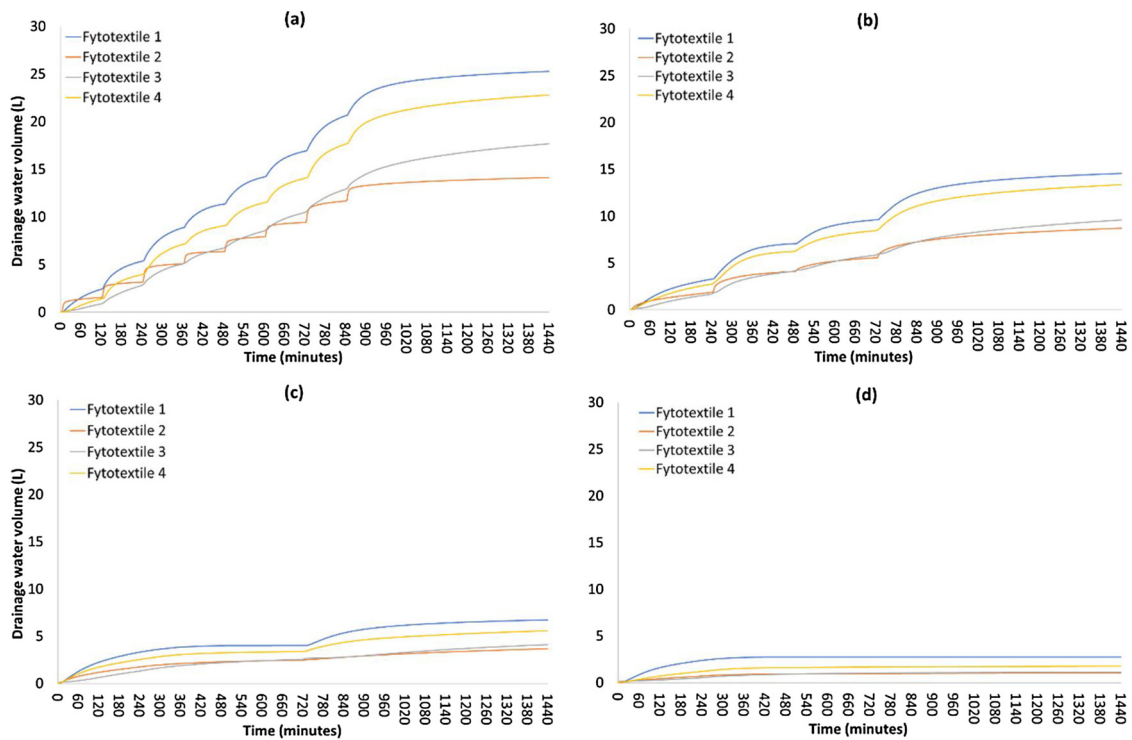 (a)
30
25
20
15
10
5
0
Drainage water volume (L)
Fytotextile 1
Fytotextile 2
Fytotextile 3
Fytotextile 4
0 60 120 180 240 300 360 420 480 540 600 660 720 780 840 900 960 1020 1080 1140 1200 1260 1320 1380 1440
Time (minutes)
(b)
30
25
20
15
10
5
0
Fytotextile 1
Fytotextile 2
Fytotextile 3
Fytotextile 4
0 60 120 180 240 300 360 420 480 540 600 660 720 780 840 900 960 1020 1080 1140 1200 1260 1320 1380 1440
Time (minutes)
(c)
30
25
20
15
10
5
0
Drainage water volume (L)
Fytotextile 1
Fytotextile 2
Fytotextile 3
Fytotextile 4
0 60 120 180 240 300 360 420 480 540 600 660 720 780 840 900 960 1020 1080 1140 1200 1260 1320 1380 1440
Time (minutes)
(d)
30
25
20
15
10
5
0
Fytotextile 1
Fytotextile 2
Fytotextile 3
Fytotextile 4
0 60 120 180 240 300 360 420 480 540 600 660 720 780 840 900 960 1020 1080 1140 1200 1260 1320 1380 1440
Time (minutes)